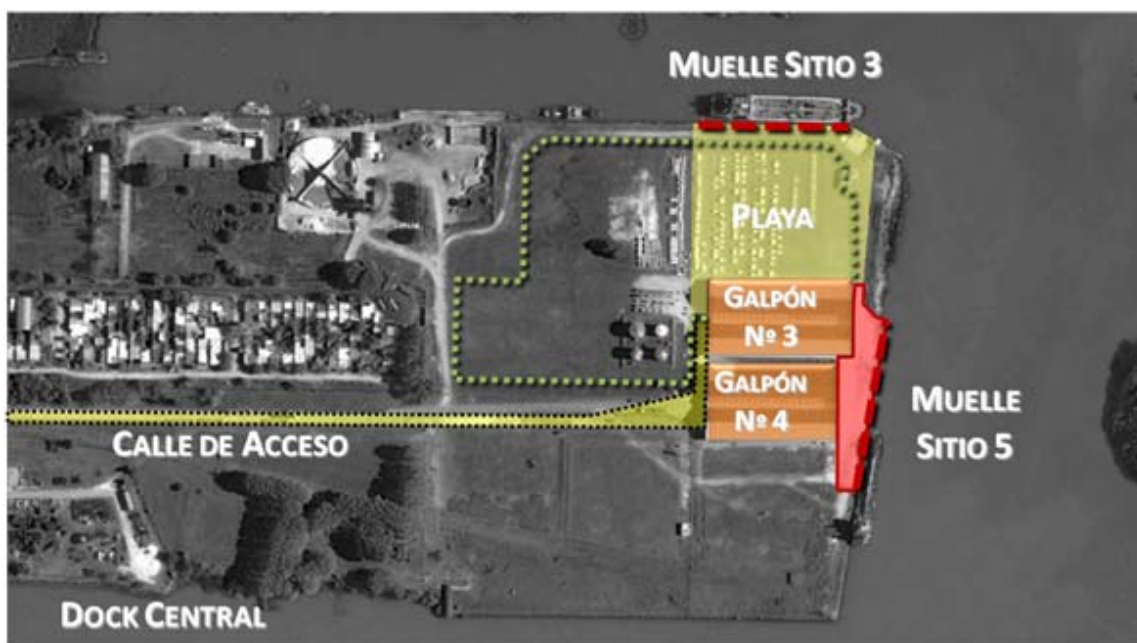 MUELLE SITIO 3
PLAYA
GALPÓN
Nº 3
GALPÓN
Nº 4
MUELLE
SITIO 5
CALLE DE ACCESO
DOCK CENTRAL